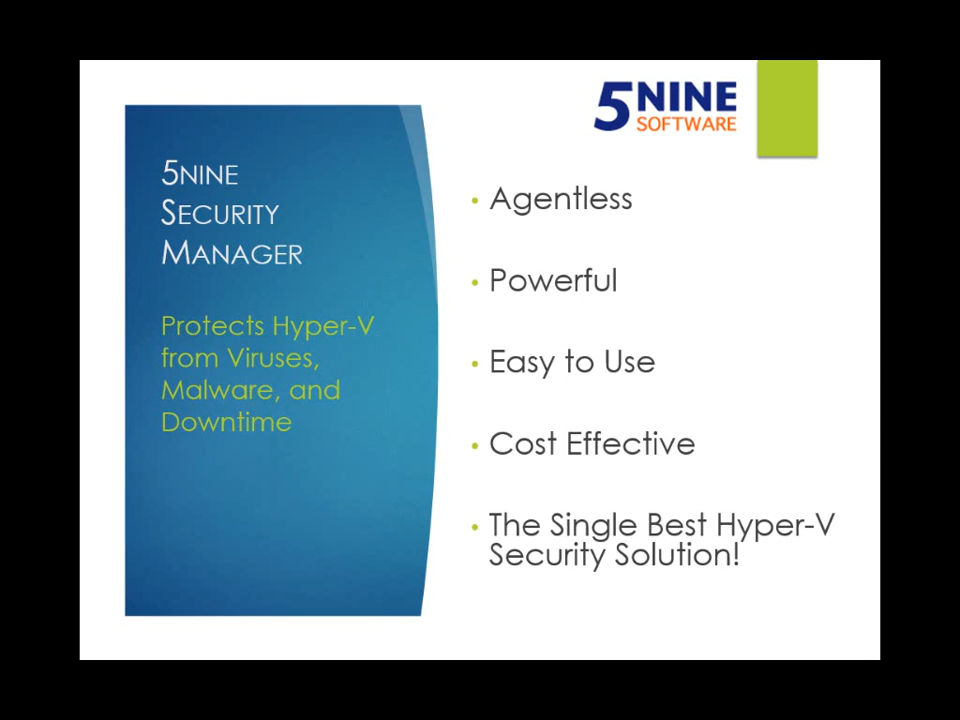 5NINE
SOFTWARE
5NINE
SECURITY
MANAGER
Protects Hyper-V
from Viruses,
Malware, and
Downtime
• Agentless
• Powerful
• Easy to Use
• Cost Effective
• The Single Best Hyper-V
Security Solution!